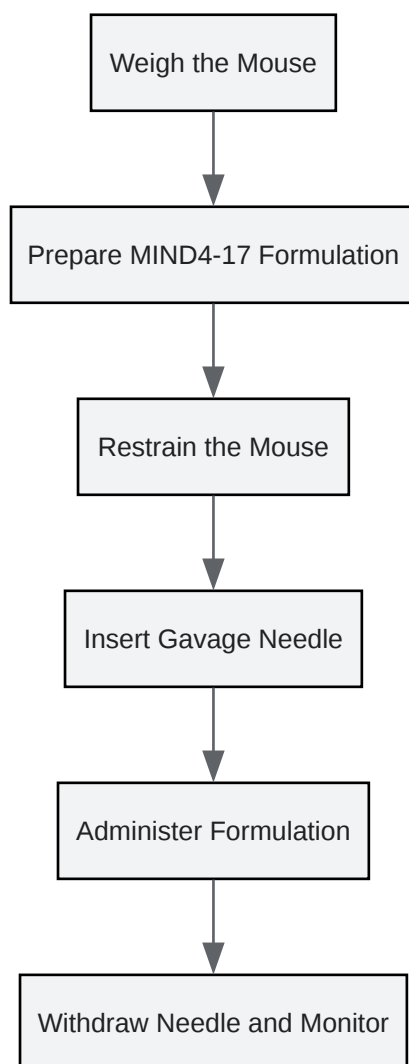 Weigh the Mouse
Prepare MIND4-17 Formulation
Restrain the Mouse
Insert Gavage Needle
Administer Formulation
Withdraw Needle and Monitor